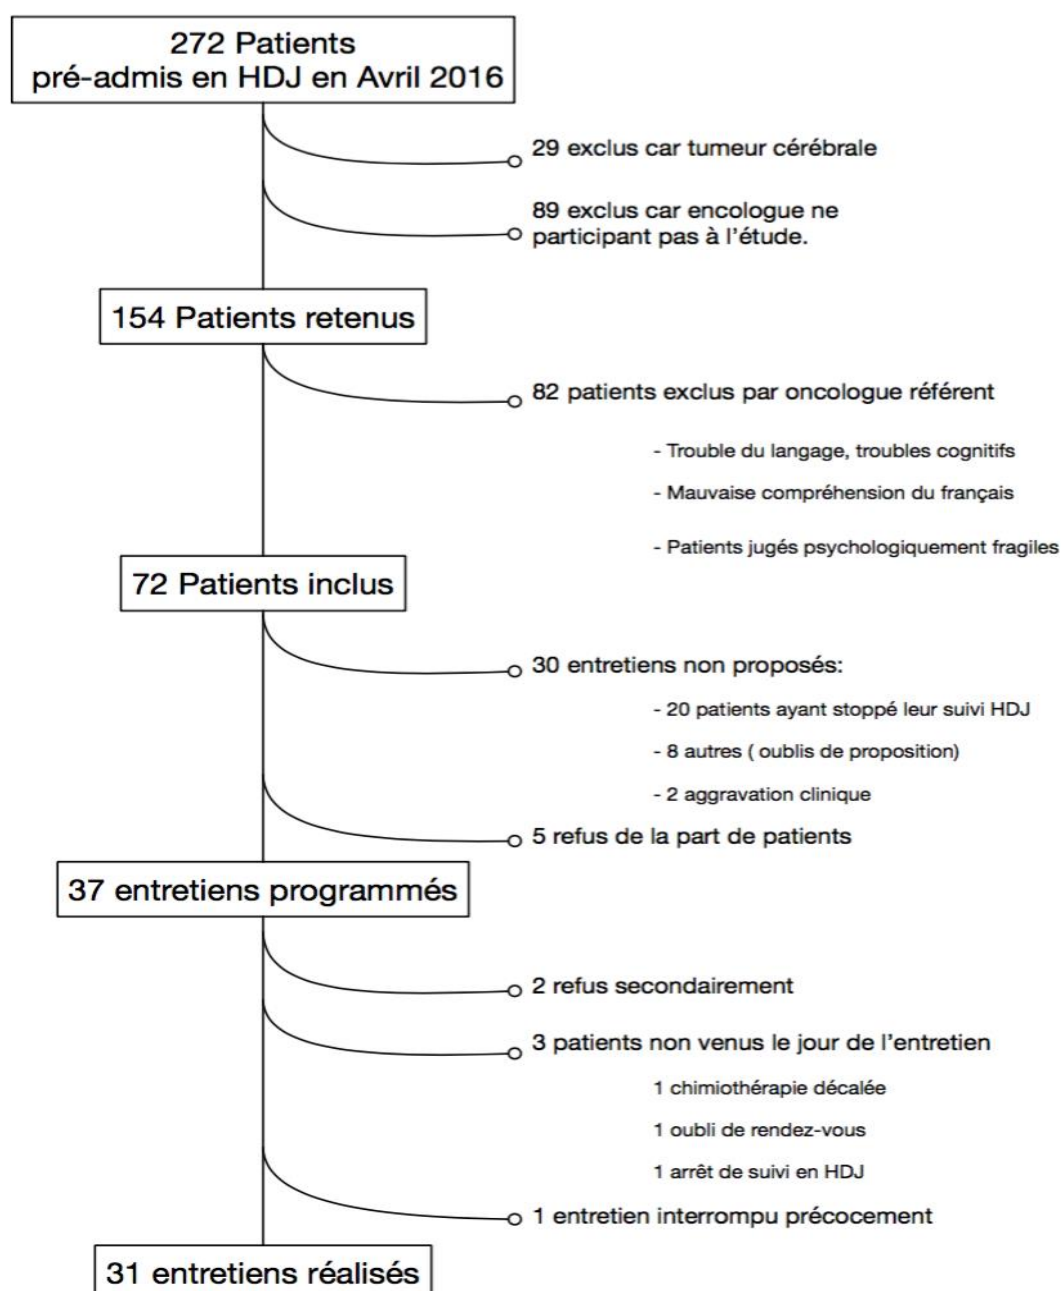 272 Patients
pré-admis en HDJ en Avril 2016
29 exclus car tumeur cérébrale
89 exclus car encologue ne
participant pas à l'étude.
154 Patients retenus
82 patients exclus par oncologue référent
- Trouble du langage, troubles cognitifs
- Mauvaise compréhension du français
- Patients jugés psychologiquement fragiles
72 Patients inclus
30 entretiens non proposés:
- 20 patients ayant stoppé leur suivi HDJ
- 8 autres ( oublis de proposition)
- 2 aggravation clinique
5 refus de la part de patients
37 entretiens programmés
2 refus secondairement
3 patients non venus le jour de l'entretien
1 chimiothérapie décalée
1 oubli de rendez-vous
1 arrêt de suivi en HDJ
1 entretien interrompu précocement
31 entretiens réalisés